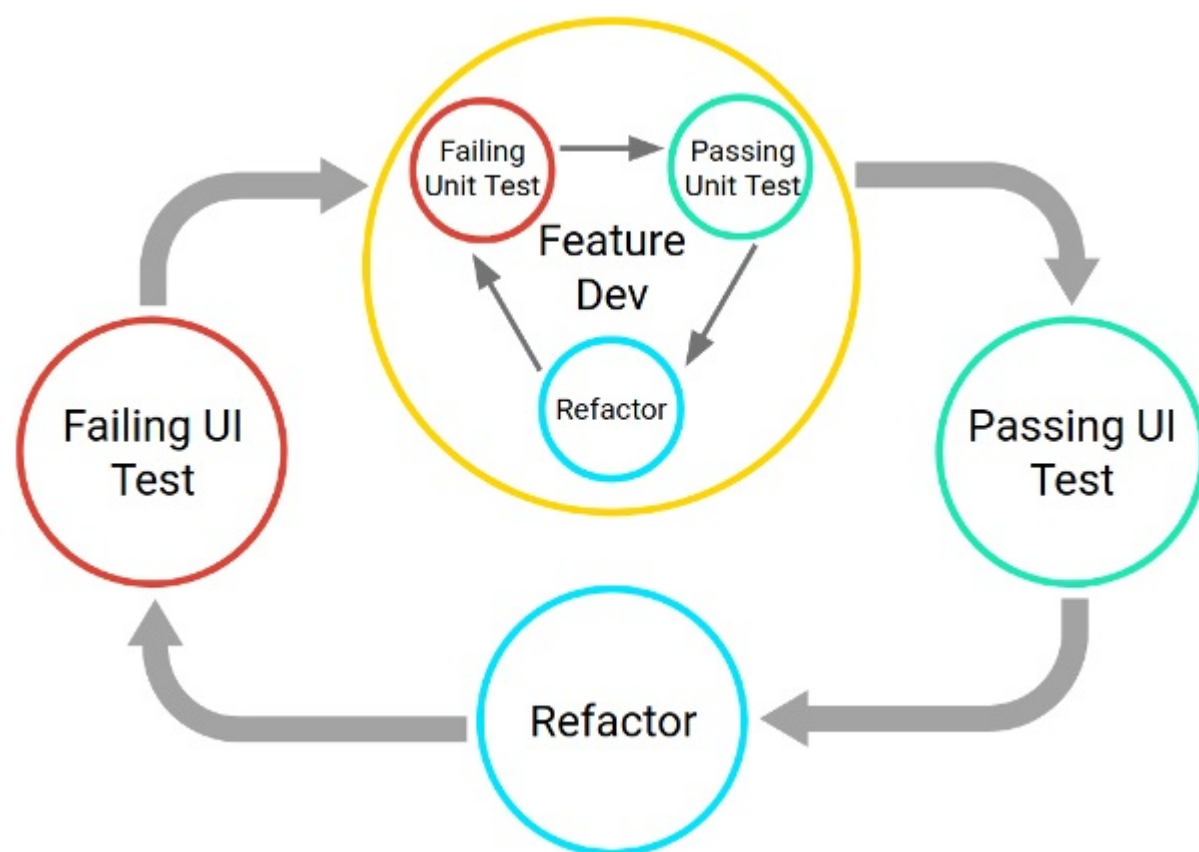 Failing
Unit Test
Passing
Unit Test
Feature
Dev
Refactor
Failing UI
Test
Passing UI
Test
Refactor